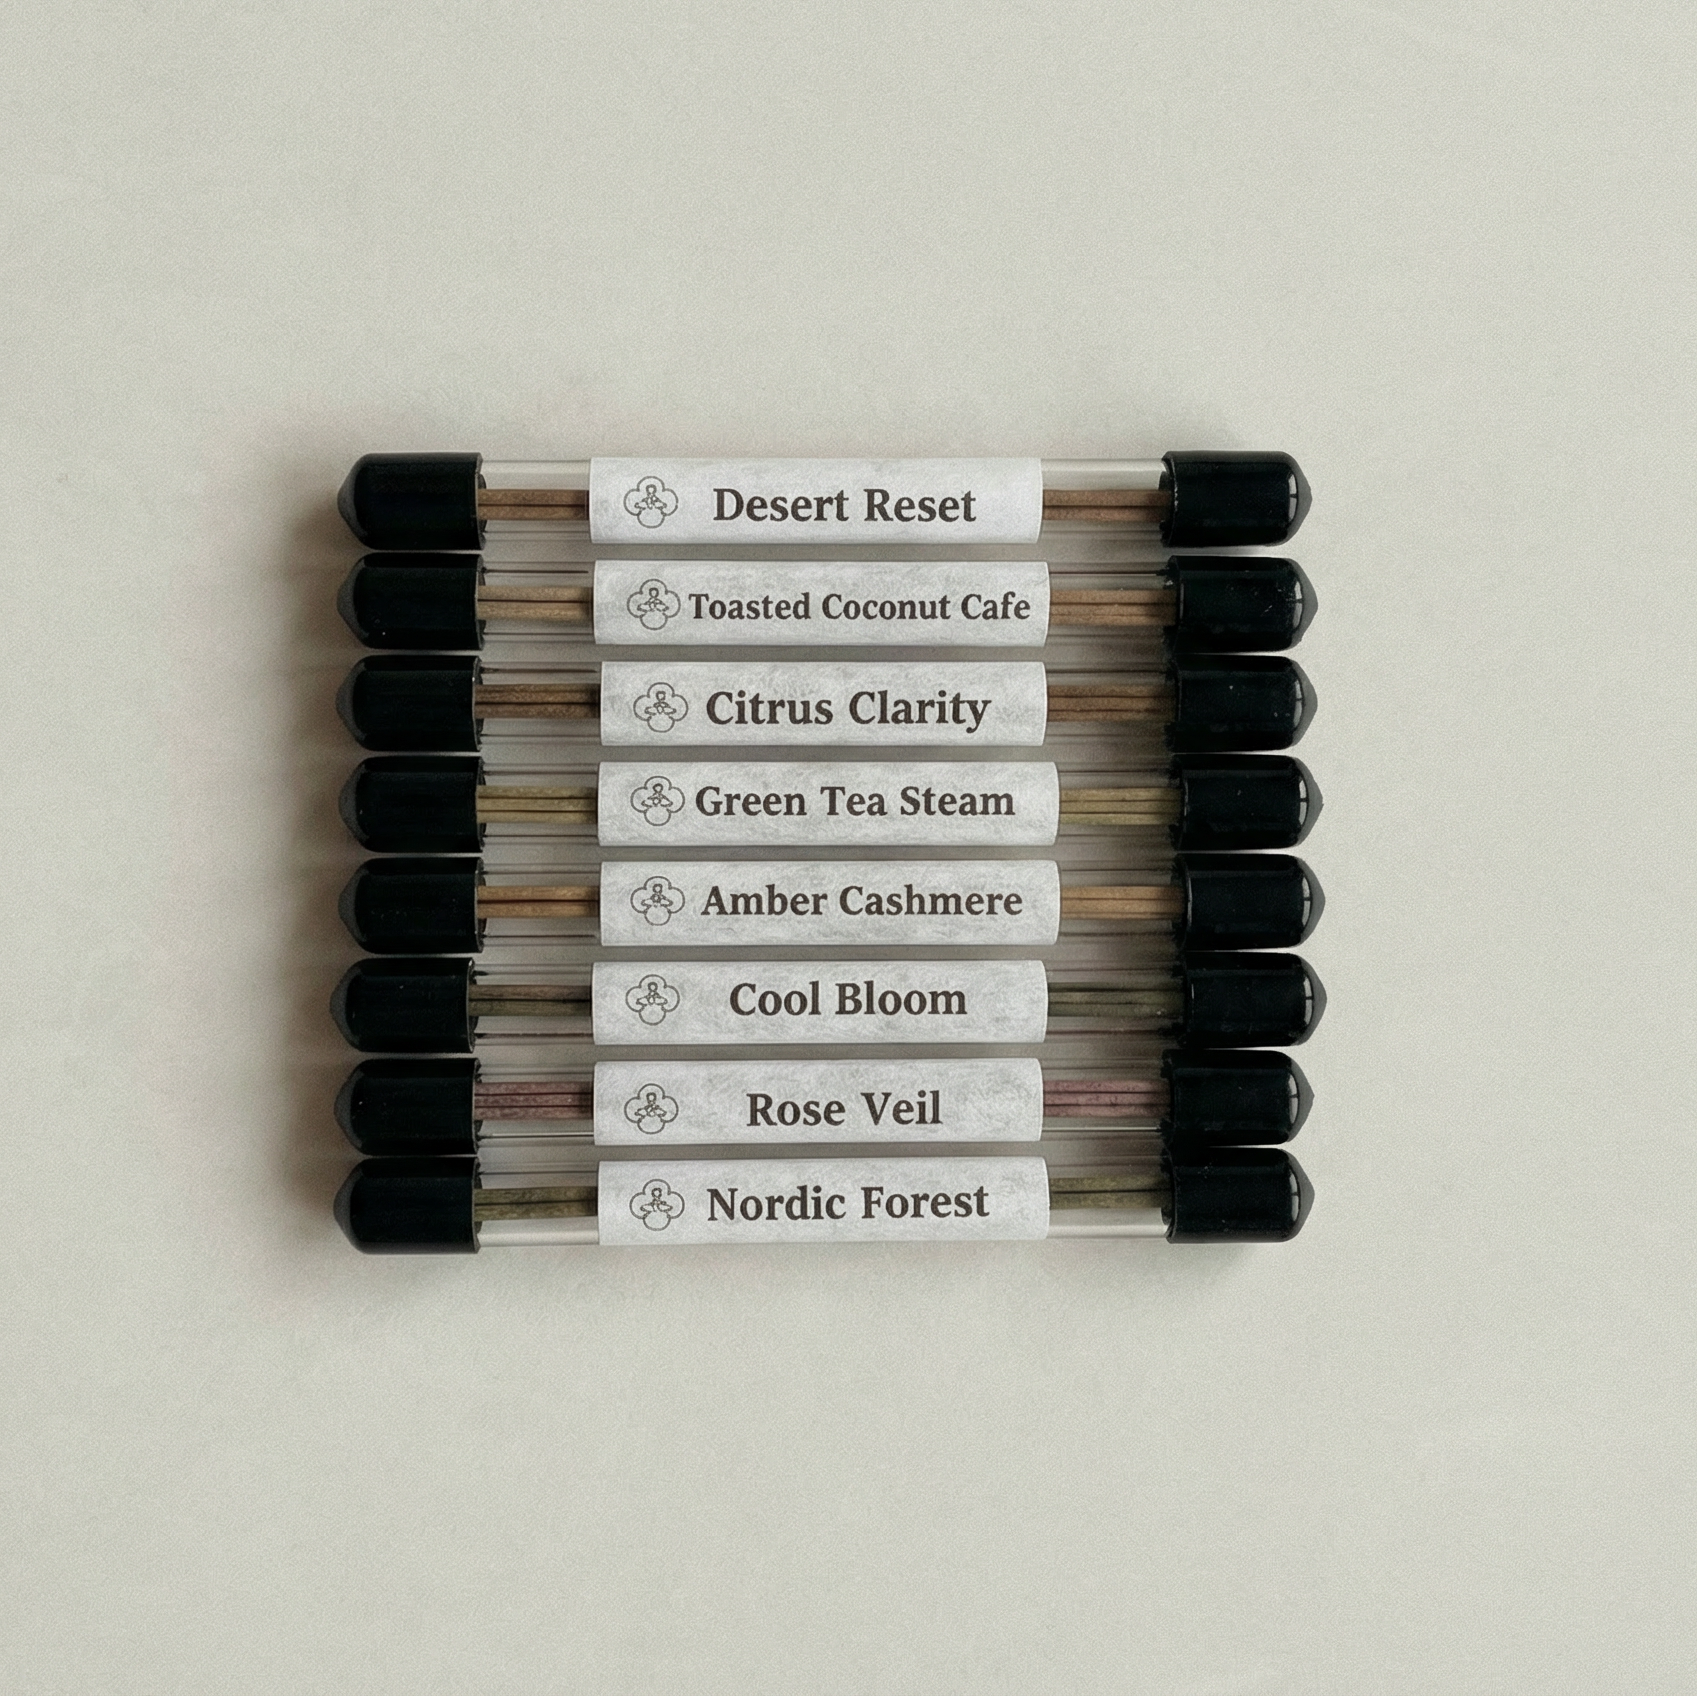 Desert Reset
Toasted Coconut Cafe
Citrus Clarity
Green Tea Steam
Amber Cashmere
Cool Bloom
Rose Veil
Nordic Forest